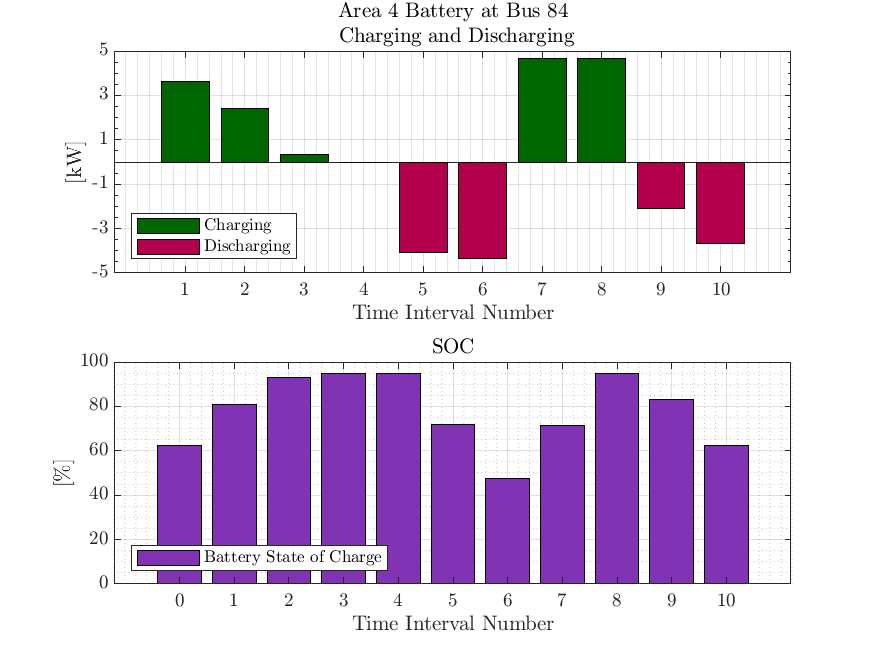 Area 4 Battery at Bus 84
Charging and Discharging
5
3
1
-1
-3
-5
[kW]
Charging
Discharging
1 2 3 4 5 6 7 8 9 10
Time Interval Number
SOC
100
80
60
40
20
0
[%]
Battery State of Charge
0 1 2 3 4 5 6 7 8 9 10
Time Interval Number